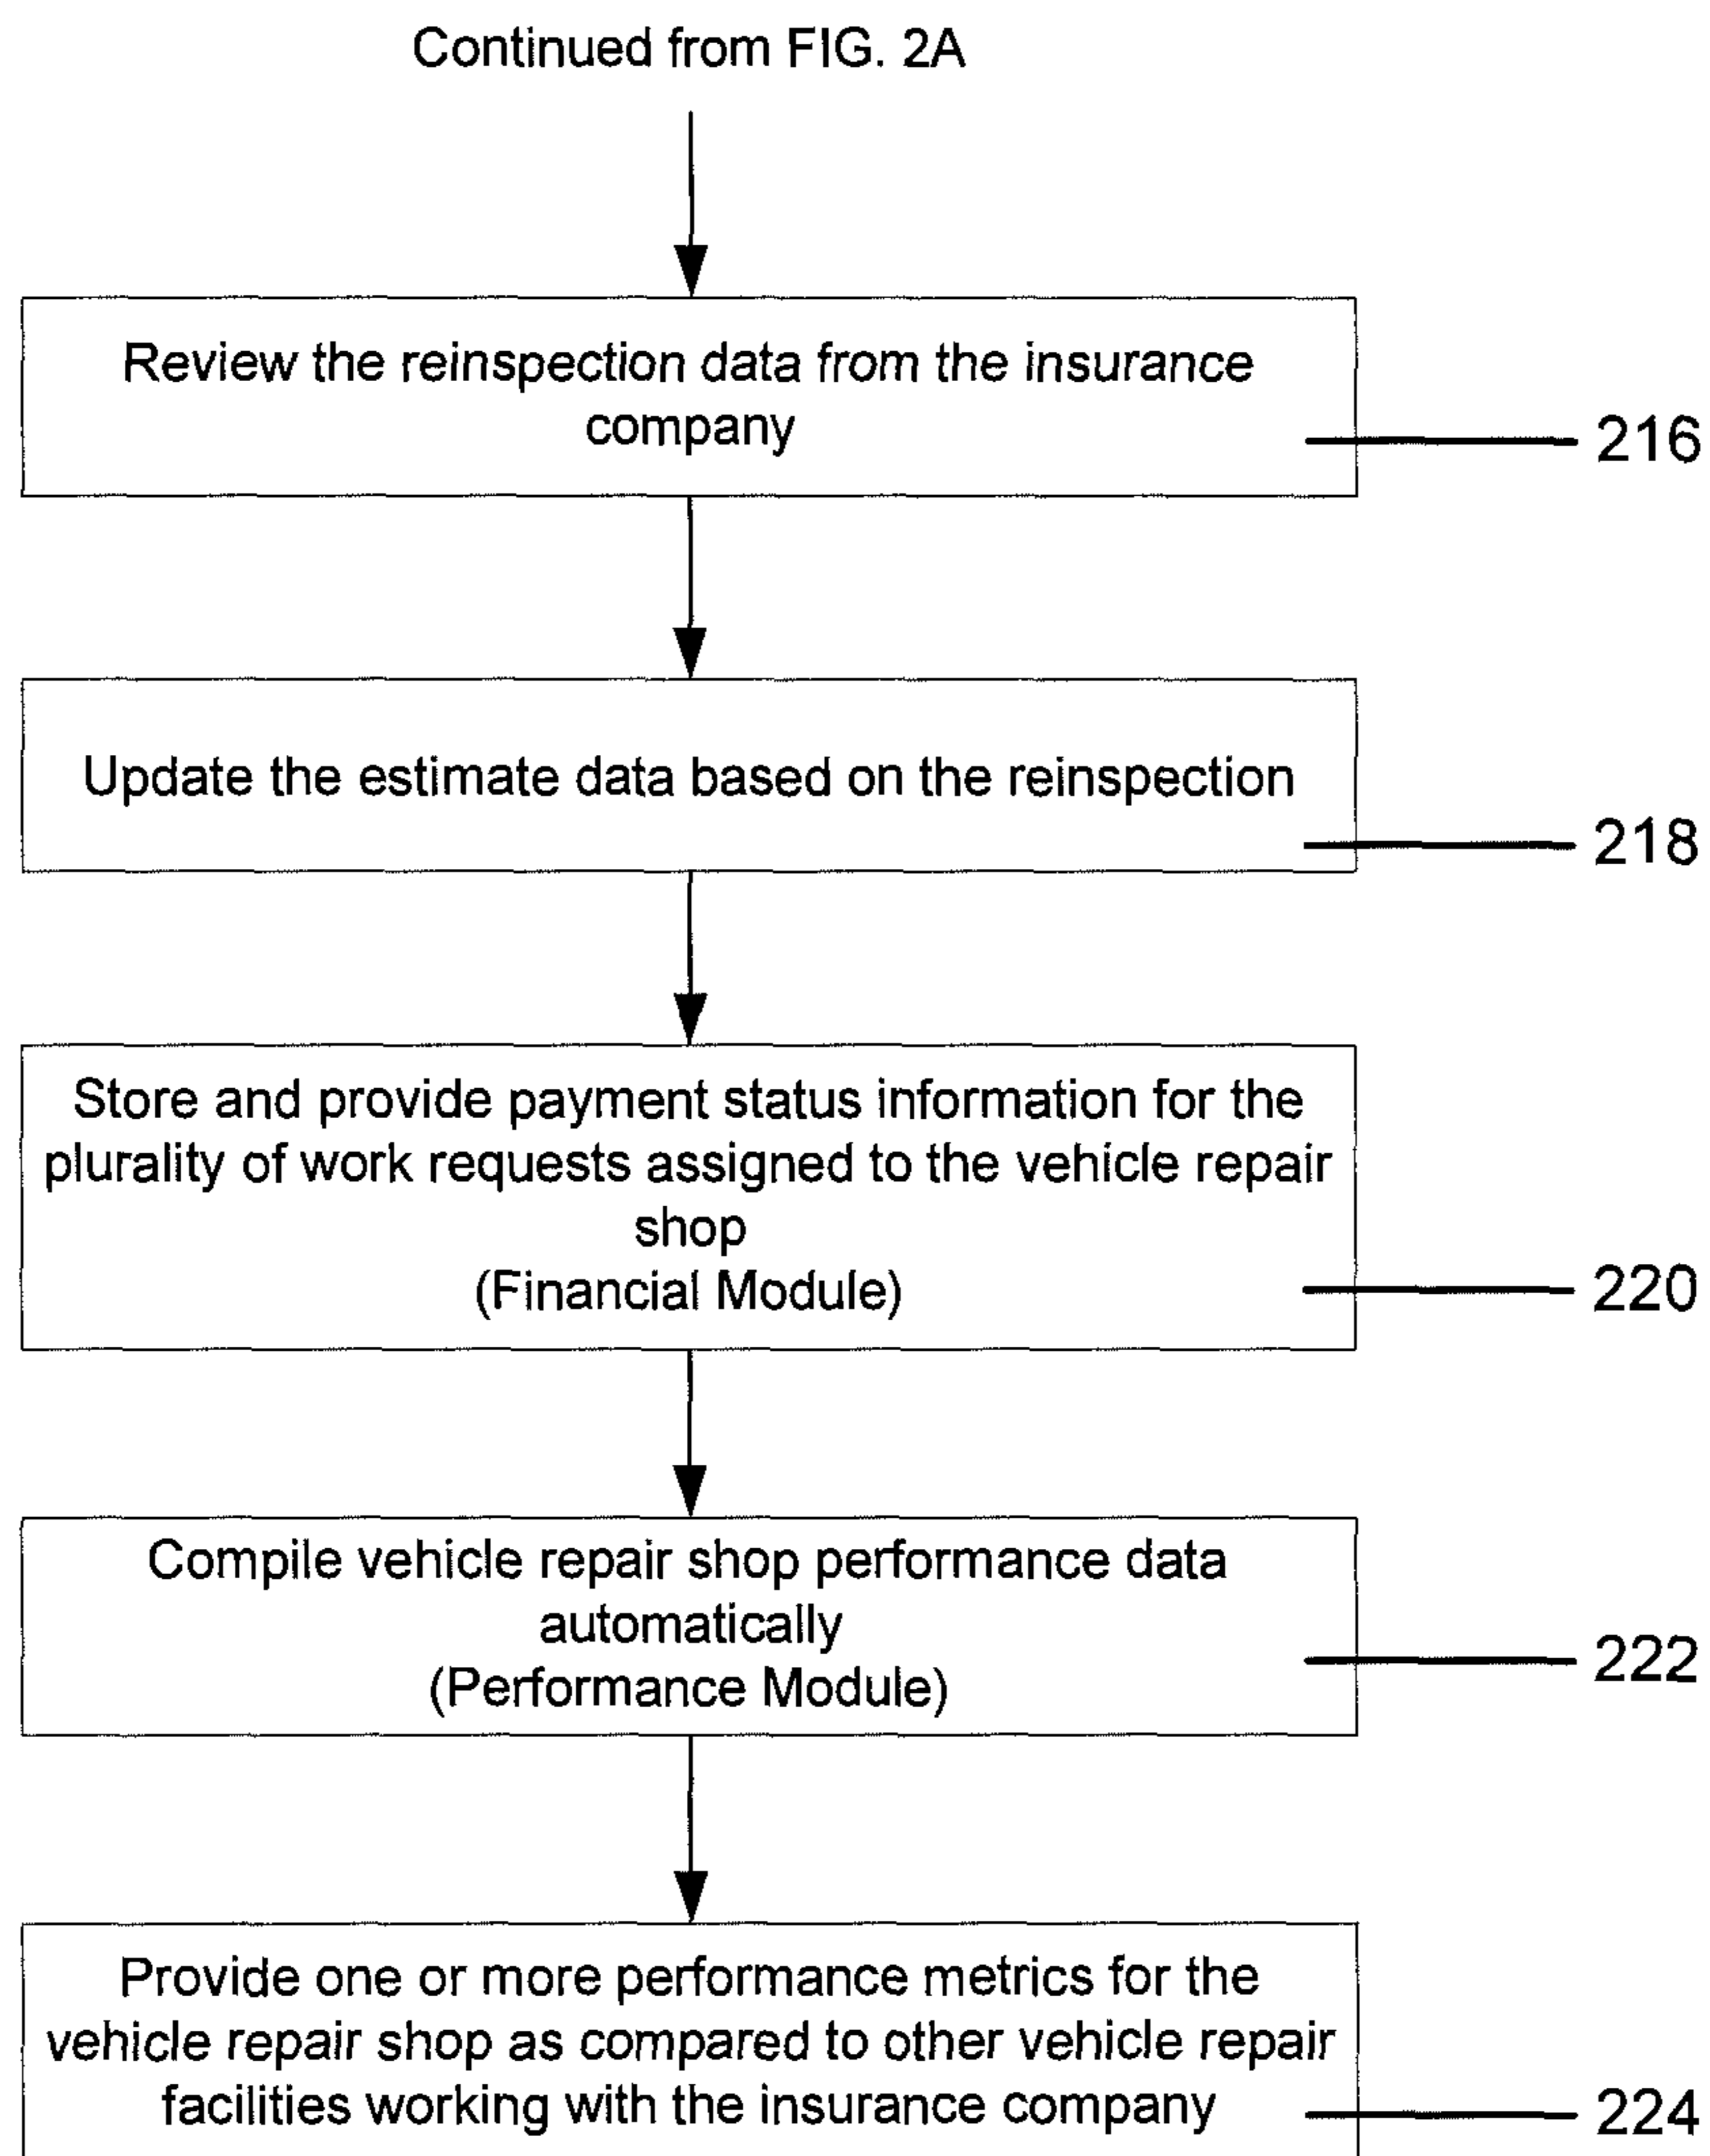 Continued from FIG. 2A
Review the reinspection data from the insurance
company
216
Update the estimate data based on the reinspection
218
Store and provide payment status information for the
plurality of work requests assigned to the vehicle repair
shop
(Financial Module)
220
Compile vehicle repair shop performance data
automatically
(Performance Module)
222
Provide one or more performance metrics for the
vehicle repair shop as compared to other vehicle repair
facilities working with the insurance company
224